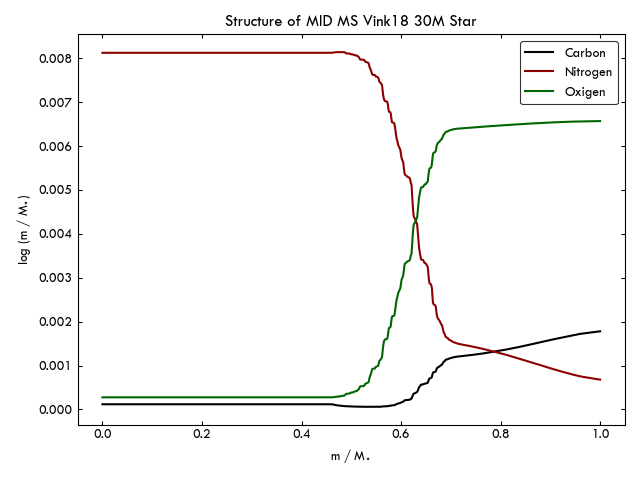 Structure of MID MS Vink18 30M Star
Carbon
Nitrogen
Oxigen
0.008
0.007
0.006
0.005
0.004
0.003
0.002
0.001
0.000
log (m / M.)
0.0 0.2 0.4 0.6 0.8 1.0
m / M.